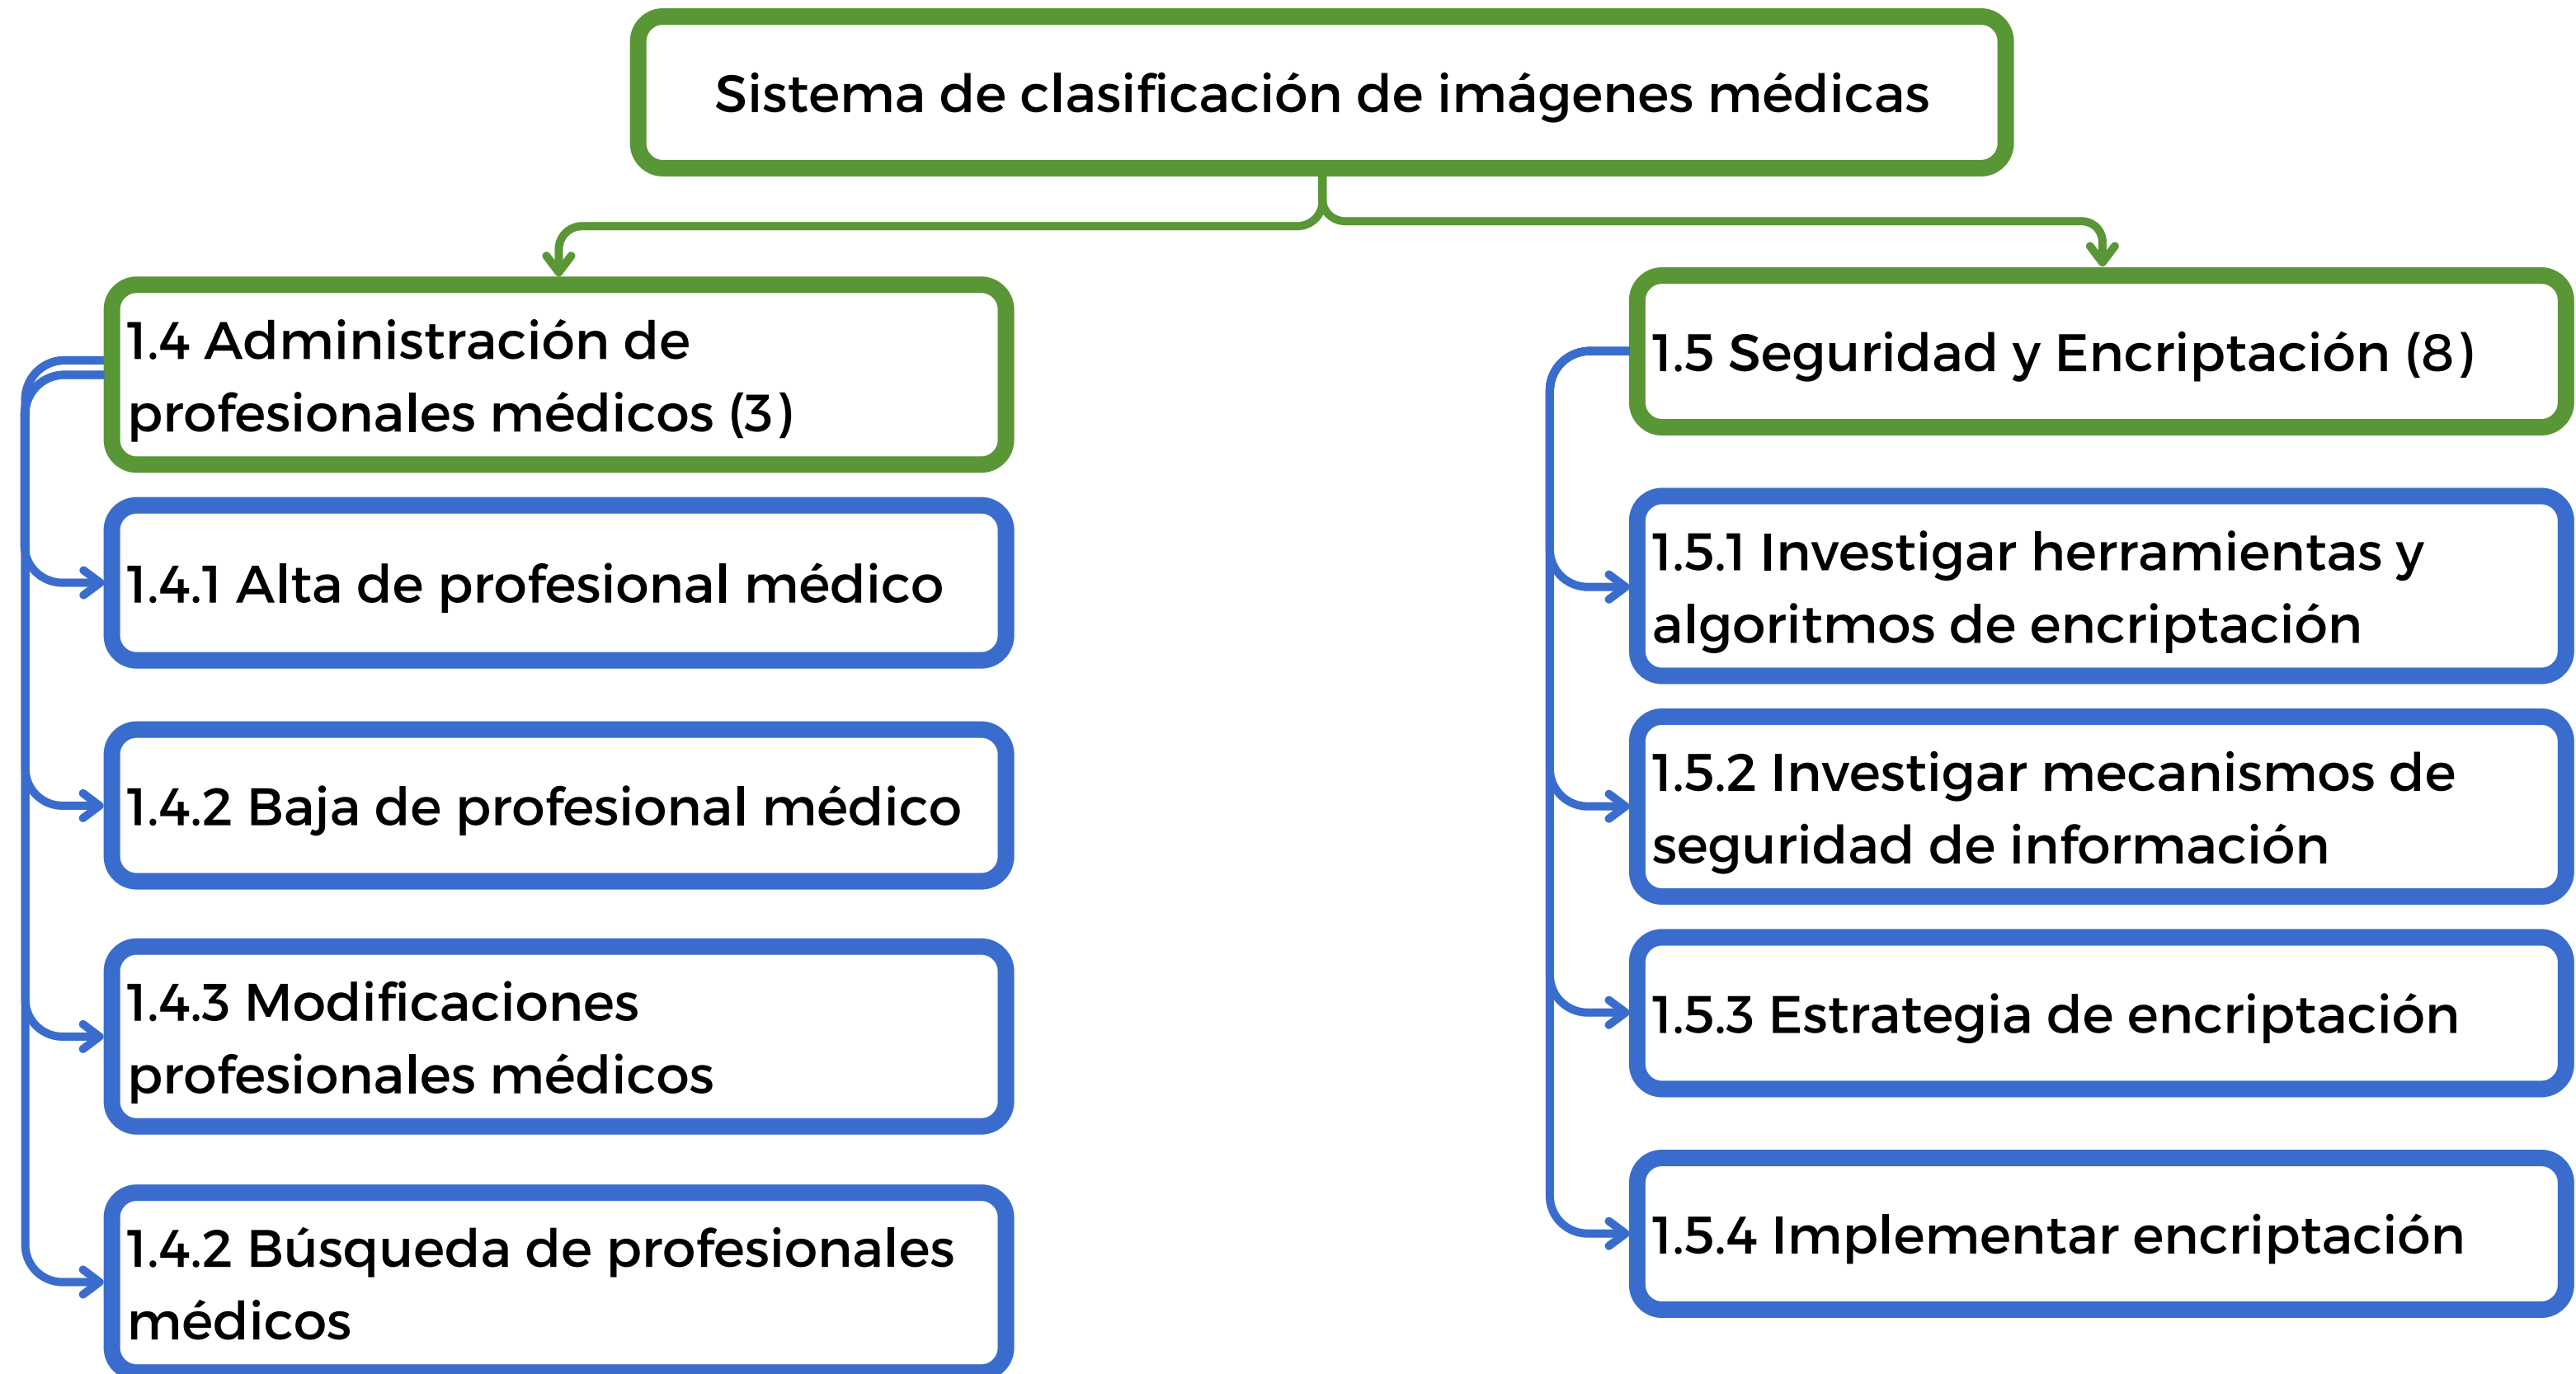 Sistema de clasificación de imágenes médicas
1.4 Administración de
profesionales médicos (3)
1.4.1 Alta de profesional médico
1.4.2 Baja de profesional médico
1.4.3 Modificaciones
profesionales médicos
1.4.2 Búsqueda de profesionales
médicos
1.5 Seguridad y Encriptación (8)
1.5.1 Investigar herramientas y
algoritmos de encriptación
1.5.2 Investigar mecanismos de
seguridad de información
1.5.3 Estrategia de encriptación
1.5.4 Implementar encriptación